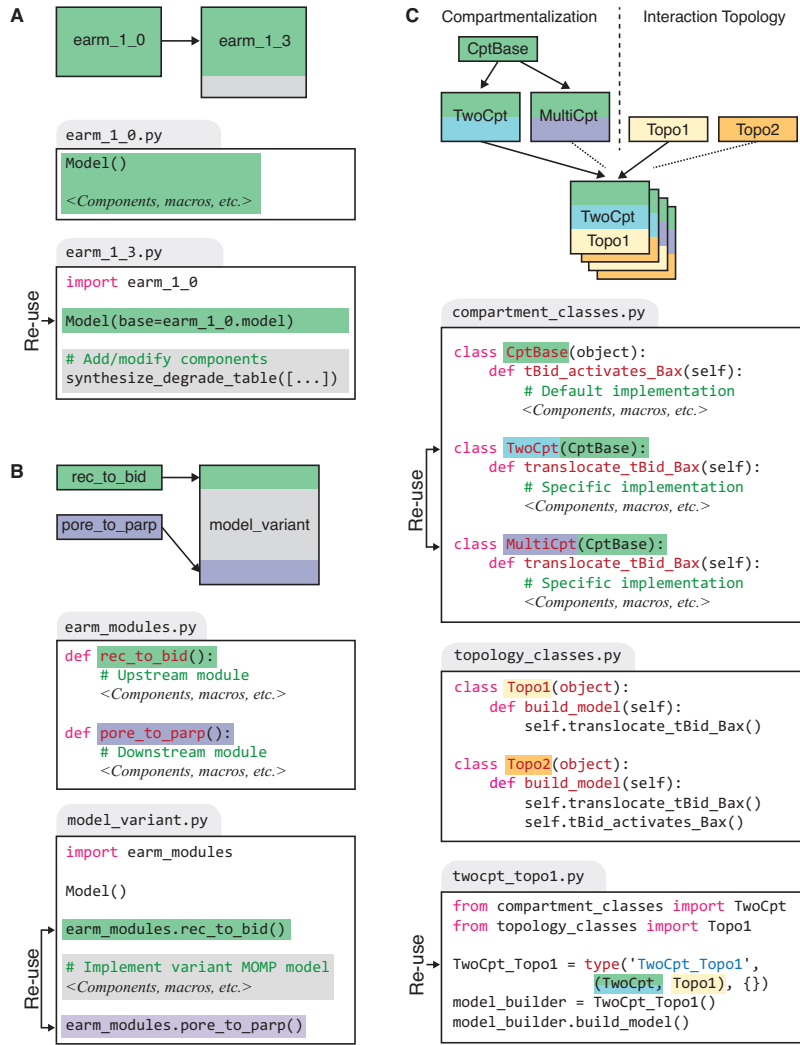 A
earm_1_0
earm_1_3
earm_1_0.py
Model()
<Components, macros, etc.>
earm_1_3.py
import earm_1_0
Re-use
Model(base=earm_1_0.model)
# Add/modify components
synthesize_degrade_table([...])
B
rec_to_bid
pore_to_parp
model_variant
earm_modules.py
def rec_to_bid():
# Upstream module
<Components, macros, etc.>
def pore_to_parp():
# Downstream module
<Components, macros, etc.>
model_variant.py
import earm_modules
Model()
Re-use
earm_modules.rec_to_bid()
# Implement variant MOMP model
<Components, macros, etc.>
earm_modules.pore_to_parp()
C
Compartmentalization
Interaction Topology
CptBase
TwoCpt
MultiCpt
Topo1
Topo2
TwoCpt
Topo1
compartment_classes.py
class CptBase(object):
def tBid_activates_Bax(self):
# Default implementation
<Components, macros, etc.>
Re-use
class TwoCpt(CptBase):
def translocate_tBid_Bax(self):
# Specific implementation
<Components, macros, etc.>
class MultiCpt(CptBase):
def translocate_tBid_Bax(self):
# Specific implementation
<Components, macros, etc.>
topology_classes.py
class Topo1(object):
def build_model(self):
self.translocate_tBid_Bax()
class Topo2(object):
def build_model(self):
self.translocate_tBid_Bax()
self.tBid_activates_Bax()
twocpt_topo1.py
from compartment_classes import TwoCpt
from topology_classes import Topo1
Re-use
TwoCpt_Topo1 = type('TwoCpt_Topo1',
(TwoCpt, Topo1), {})
model_builder = TwoCpt_Topo1()
model_builder.build_model()